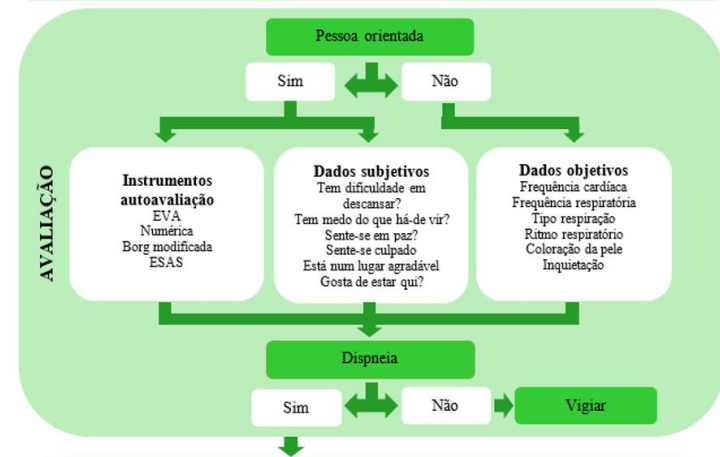 Pessoa orientada
Sim
Não
AVALIAÇÃO
Instrumentos
autoavaliação
EVA
Numérica
Borg modificada
ESAS
Dados subjetivos
Tem dificuldade em
descansar?
Tem medo do que há-de vir?
Sente-se em paz?
Sente-se culpado
Está num lugar agradável
Gosta de estar qui?
Dados objetivos
Frequência cardíaca
Frequência respiratória
Tipo respiração
Ritmo respiratório
Coloração da pele
Inquietação
Dispneia
Sim
Não
Vigiar